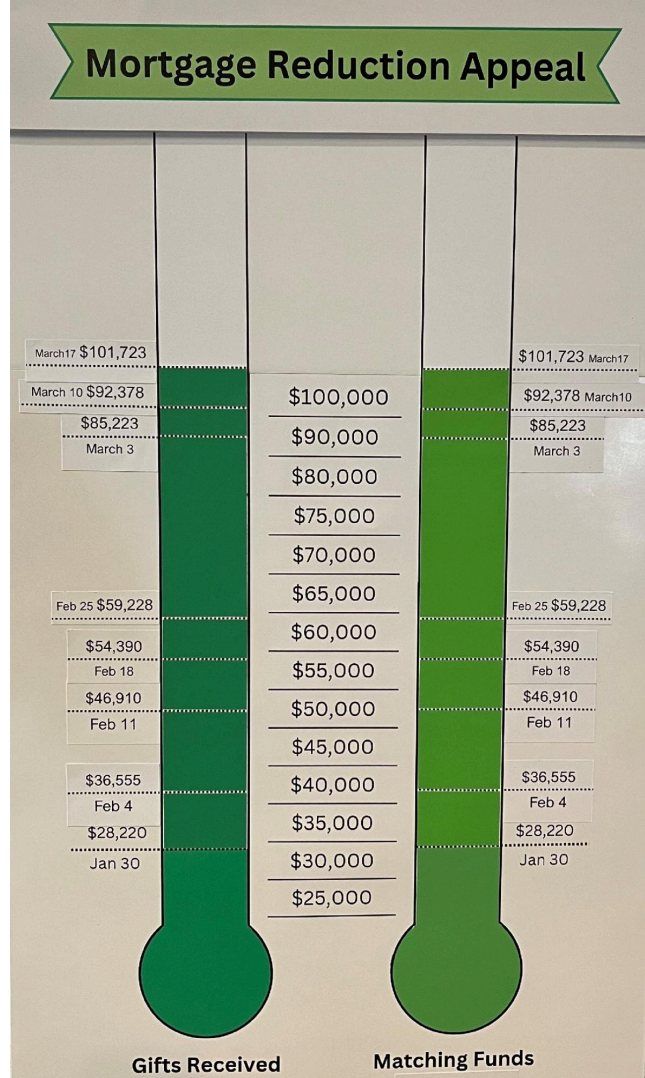 Mortgage Reduction Appeal
March17 $101,723
March 10 $92,378
$85,223
March 3
Feb 25 $59,228
$54,390
Feb 18
$46,910
Feb 11
$36,555
Feb 4
$28,220
Jan 30
$100,000
$90,000
$80,000
$75,000
$70,000
$65,000
$60,000
$55,000
$50,000
$45,000
$40,000
$35,000
$30,000
$25,000
$101,723 March17
$92,378 March10
$85,223
March 3
Feb 25 $59,228
$54,390
Feb 18
$46,910
Feb 11
$36,555
Feb 4
$28,220
Jan 30
Gifts Received
Matching Funds